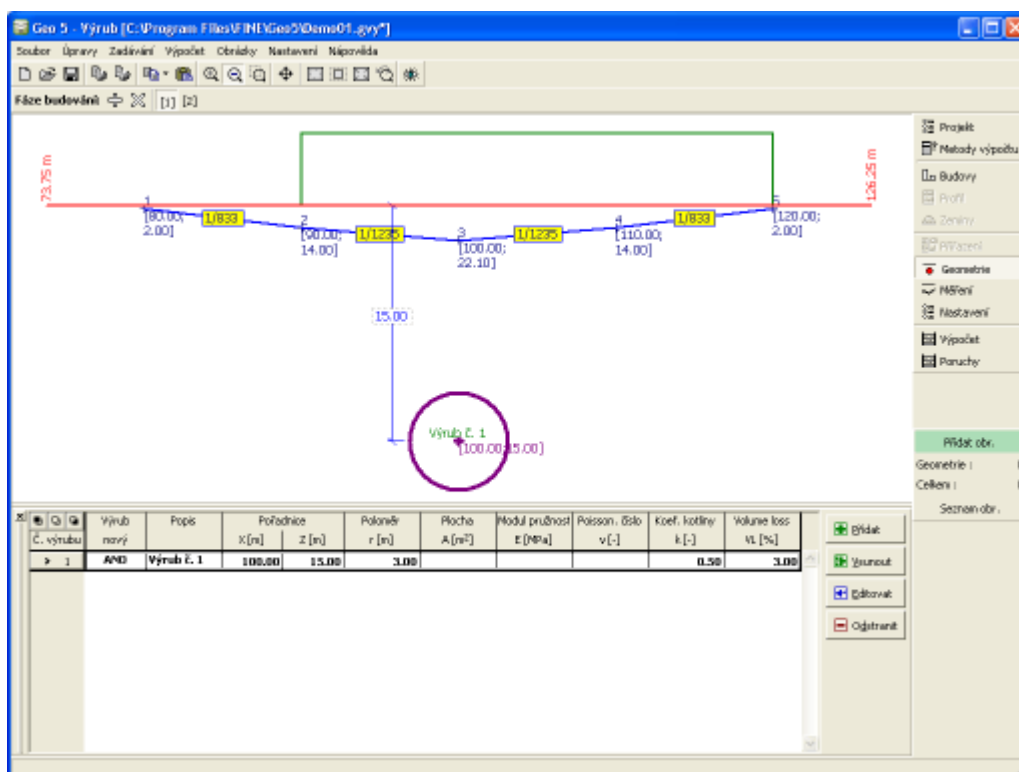 Geo 5 - Výrub [C:\Program Files\FINE\Geo5\Demo01.gvy*]
Soubor Úpravy Zadávání Výpočet Obrázky Nastavení Nápověda
Fáze budování [1] [2]
73.75 m
126.25 m
1
[80.00;
2.00]
1/833
2
[90.00;
14.00]
1/1235
3
[100.00;
22.10]
1/1235
4
[110.00;
14.00]
1/833
5
[120.00;
2.00]
15.00
Výrub č. 1
[100.00;15.00]
Projekt
Metody výpočtu
Budovy
Profil
Zeminy
Přiřazení
Geometrie
Měření
Nastavení
Výpočet
Poruchy
Přidat obr.
Geometrie :
Celkem :
Seznam obr.
Výrub Popis Pořadnice Poloměr Plocha Modul pružnost Poisson. číslo Koef. kotliny Volume loss
Č. výrubu nový X [m] Z [m] r [m] A [m²] E [MPa] ν [-] k [-] VL [%]
> 1 ANO Výrub č. 1 100.00 15.00 3.00 0.50 3.00
Přidat
Vsunout
Editovat
Odstranit